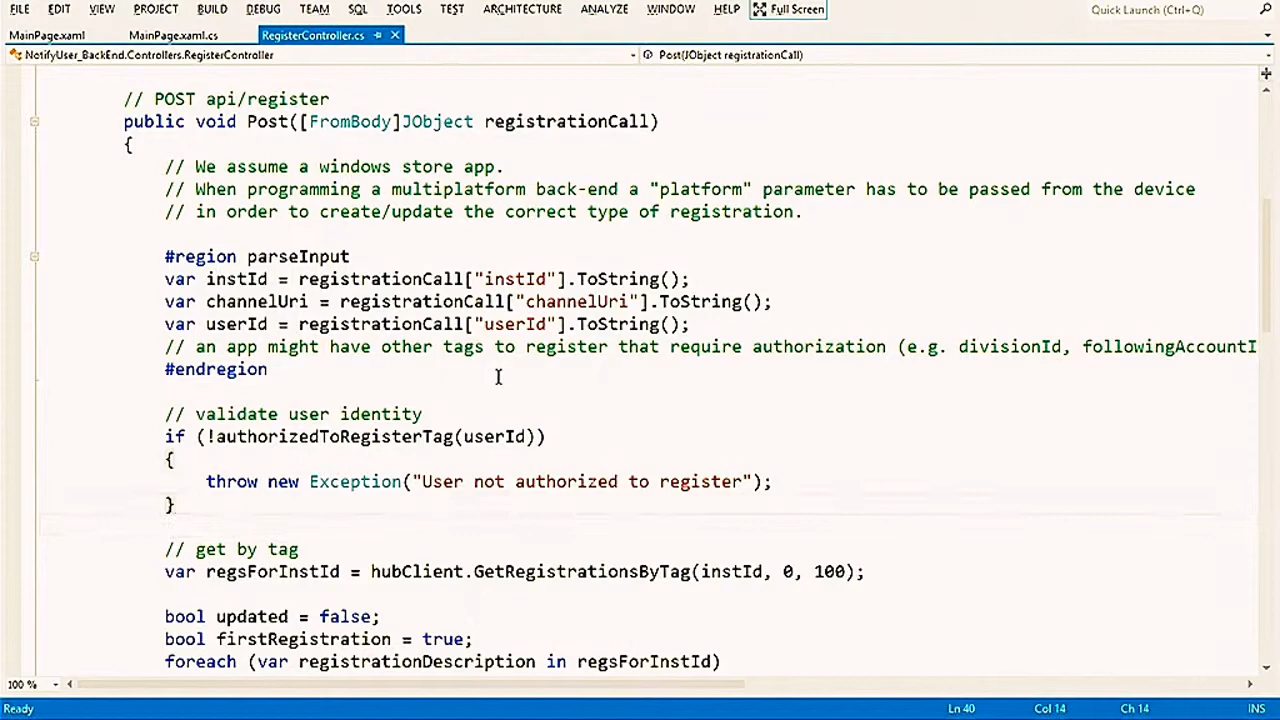 FILE EDIT VIEW PROJECT BUILD DEBUG TEAM SQL TOOLS TEST ARCHITECTURE ANALYZE WINDOW HELP Full Screen Quick Launch (Ctrl+Q)
MainPage.xaml MainPage.xaml.cs RegisterController.cs
NotifyUser_BackEnd.Controllers.RegisterController Post(JObject registrationCall)
// POST api/register
public void Post([FromBody]JObject registrationCall)
{
// We assume a windows store app.
// When programming a multiplatform back-end a "platform" parameter has to be passed from the device
// in order to create/update the correct type of registration.
#region parseInput
var instId = registrationCall["instId"].ToString();
var channelUri = registrationCall["channelUri"].ToString();
var userId = registrationCall["userId"].ToString();
// an app might have other tags to register that require authorization (e.g. divisionId, followingAccountI
#endregion
// validate user identity
if (!authorizedToRegisterTag(userId))
{
throw new Exception("User not authorized to register");
}
// get by tag
var regsForInstId = hubClient.GetRegistrationsByTag(instId, 0, 100);
bool updated = false;
bool firstRegistration = true;
foreach (var registrationDescription in regsForInstId)
100 %
Ready Ln 40 Col 14 Ch 14 INS